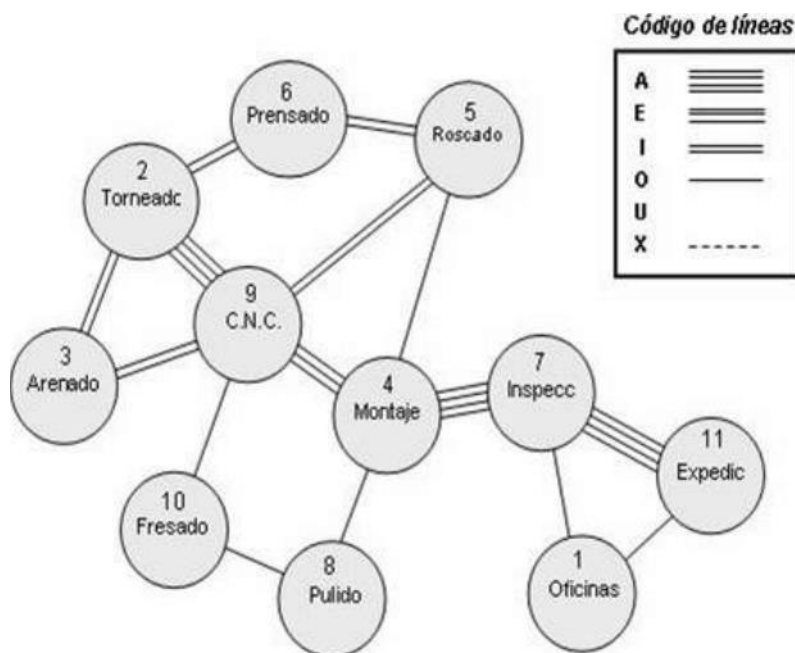 Código de líneas
A
E
I
O
U
X
6
Prensado
5
Roscado
2
Torneado
9
C.N.C.
3
Arenado
4
Montaje
7
Inspecc
11
Expedic
10
Fresado
8
Pulido
1
Oficinas